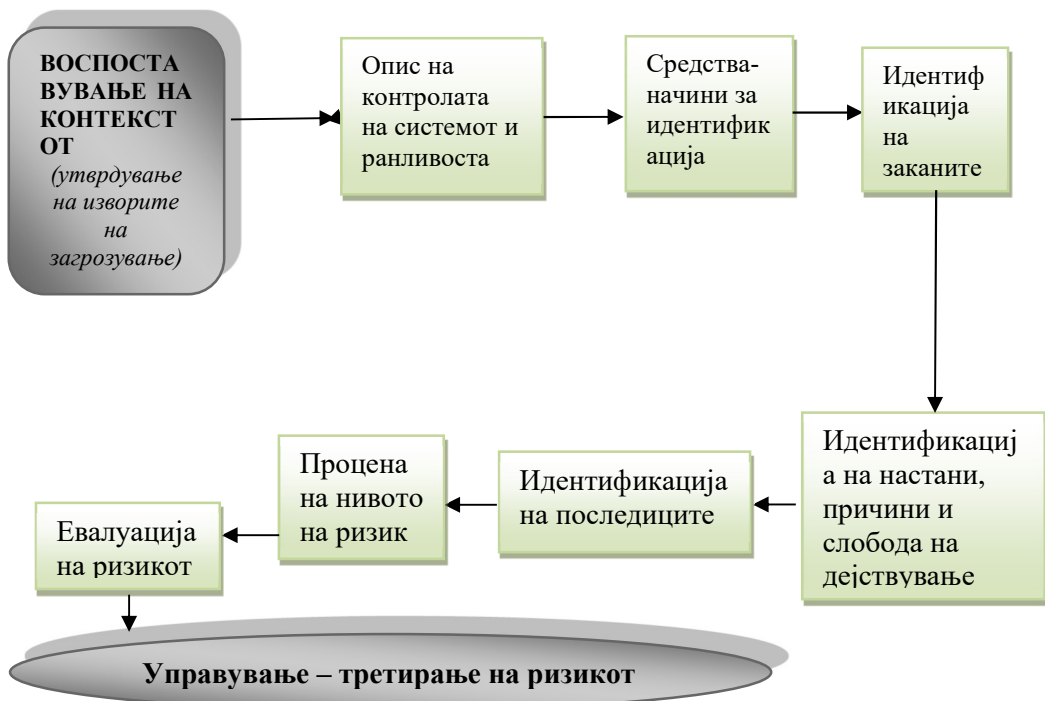 ВОСПОСТА
ВУВАЊЕ НА
КОНТЕКСТ
ОТ
(утврдување
на изворите
на
загрозување)
Опис на
контролата
на системот и
ранливоста
Средства-
начини за
идентифик
ација
Идентиф
икација
на
заканите
Идентификациј
а на настани,
причини и
слобода на
дејствување
Идентификација
на последиците
Процена
на нивото
на ризик
Евалуација
на ризикот
Управување – третирање на ризикот